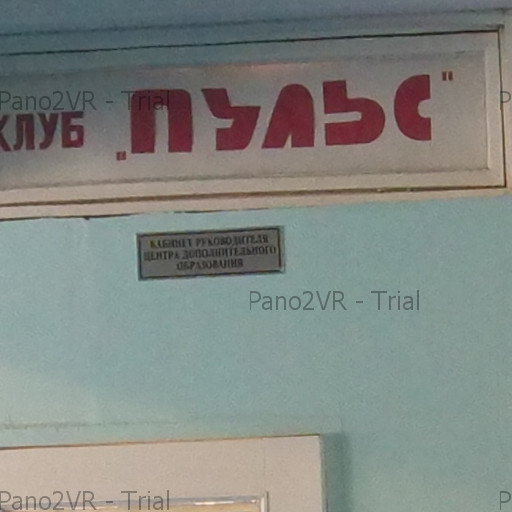 КЛУБ „ПУЛЬС"
КАБИНЕТ РУКОВОДИТЕЛЯ
ЦЕНТРА ДОПОЛНИТЕЛЬНОГО
ОБРАЗОВАНИЯ
Pano2VR - Trial
Pano2VR - Trial
Pano2VR - Trial